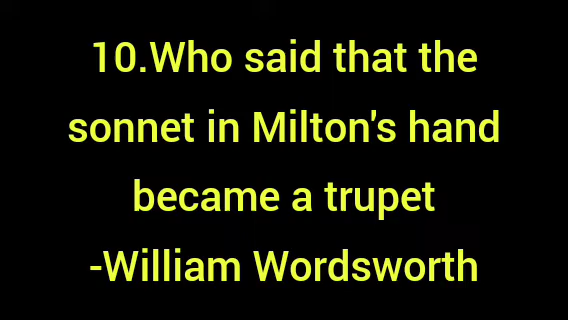 10.Who said that the
sonnet in Milton's hand
became a trupet
-William Wordsworth